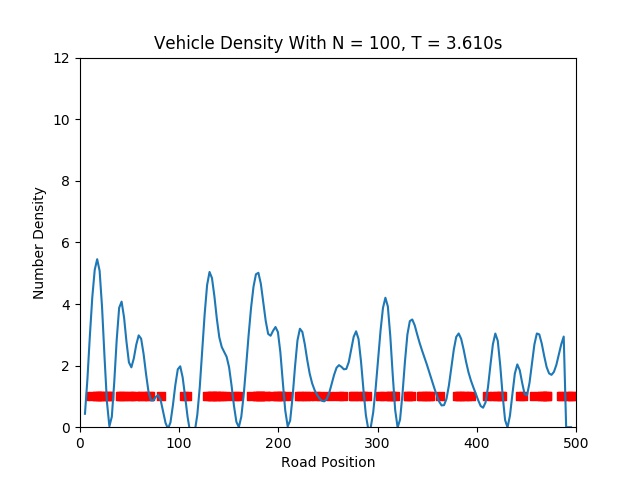 Vehicle Density With N = 100, T = 3.610s
12
10
8
6
4
2
0
Number Density
0 100 200 300 400 500
Road Position